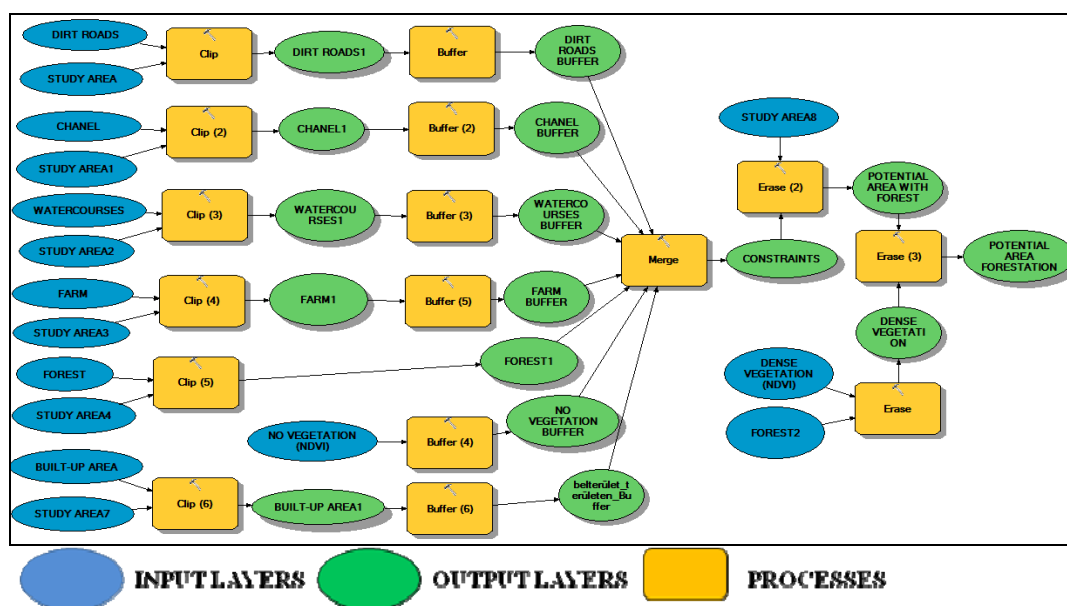 DIRT ROADS
STUDY AREA
Clip
DIRT ROADS1
Buffer
DIRT
ROADS
BUFFER
CHANEL
STUDY AREA1
Clip (2)
CHANEL1
Buffer (2)
CHANEL
BUFFER
WATERCOURSES
STUDY AREA2
Clip (3)
WATERCOU
RSES1
Buffer (3)
WATERCO
URSES
BUFFER
FARM
STUDY AREA3
Clip (4)
FARM1
Buffer (5)
FARM
BUFFER
FOREST
STUDY AREA4
Clip (5)
FOREST1
NO VEGETATION
(NDVI)
Buffer (4)
NO
VEGETATION
BUFFER
BUILT-UP AREA
STUDY AREA7
Clip (6)
BUILT-UP AREA1
Buffer (6)
belterület_t
erületen_Bu
ffer
Merge
CONSTRAINTS
STUDY AREA8
Erase (2)
POTENTIAL
AREA WITH
FOREST
Erase (3)
POTENTIAL
AREA
FORESTATION
DENSE
VEGETATI
ON
DENSE
VEGETATION
(NDVI)
FOREST2
Erase
INPUT LAYERS
OUTPUT LAYERS
PROCESSES